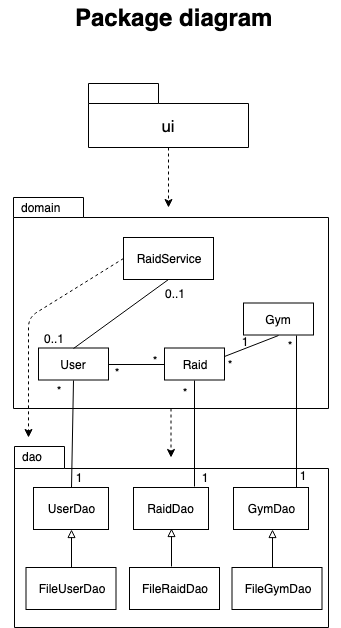 Package diagram
ui
domain
RaidService
0..1
0..1
Gym
1
*
User
*
*
Raid
*
*
*
dao
1
1
1
UserDao
RaidDao
GymDao
FileUserDao
FileRaidDao
FileGymDao